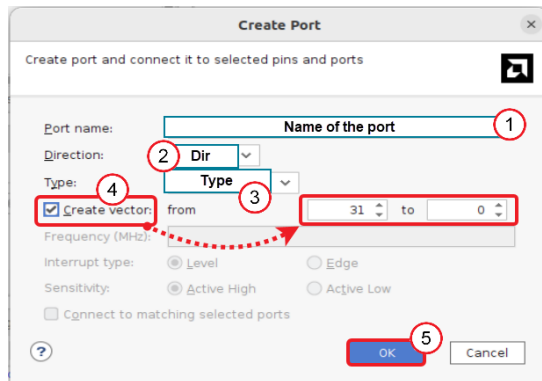 Create Port
×
Create port and connect it to selected pins and ports
Port name: Name of the port 1
Direction: 2 Dir
Type: Type 3
4
Create vector: from 31 to 0
Frequency (MHz):
Interrupt type: Level Edge
Sensitivity: Active High Active Low
Connect to matching selected ports
5
? OK Cancel